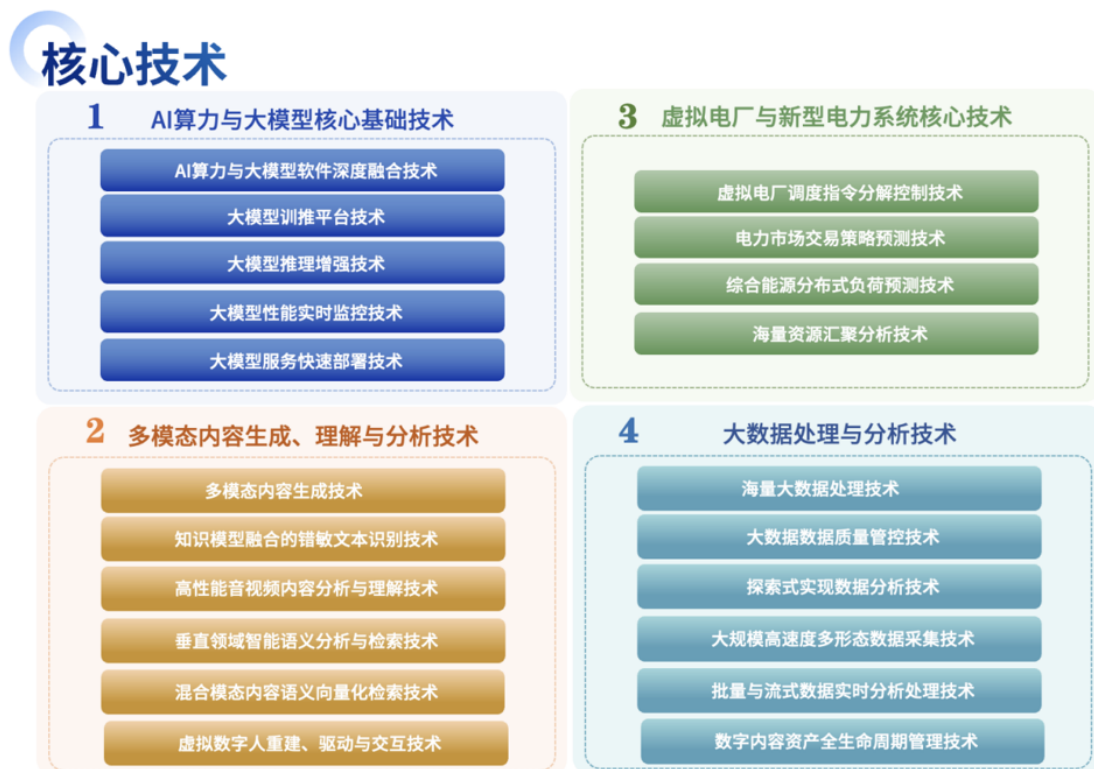 核心技术
1 AI算力与大模型核心基础技术
AI算力与大模型软件深度融合技术
大模型训推平台技术
大模型推理增强技术
大模型性能实时监控技术
大模型服务快速部署技术
2 多模态内容生成、理解与分析技术
多模态内容生成技术
知识模型融合的错敏文本识别技术
高性能音视频内容分析与理解技术
垂直领域智能语义分析与检索技术
混合模态内容语义向量化检索技术
虚拟数字人重建、驱动与交互技术
3 虚拟电厂与新型电力系统核心技术
虚拟电厂调度指令分解控制技术
电力市场交易策略预测技术
综合能源分布式负荷预测技术
海量资源汇聚分析技术
4 大数据处理与分析技术
海量大数据处理技术
大数据数据质量管控技术
探索式实现数据分析技术
大规模高速度多形态数据采集技术
批量与流式数据实时分析处理技术
数字内容资产全生命周期管理技术